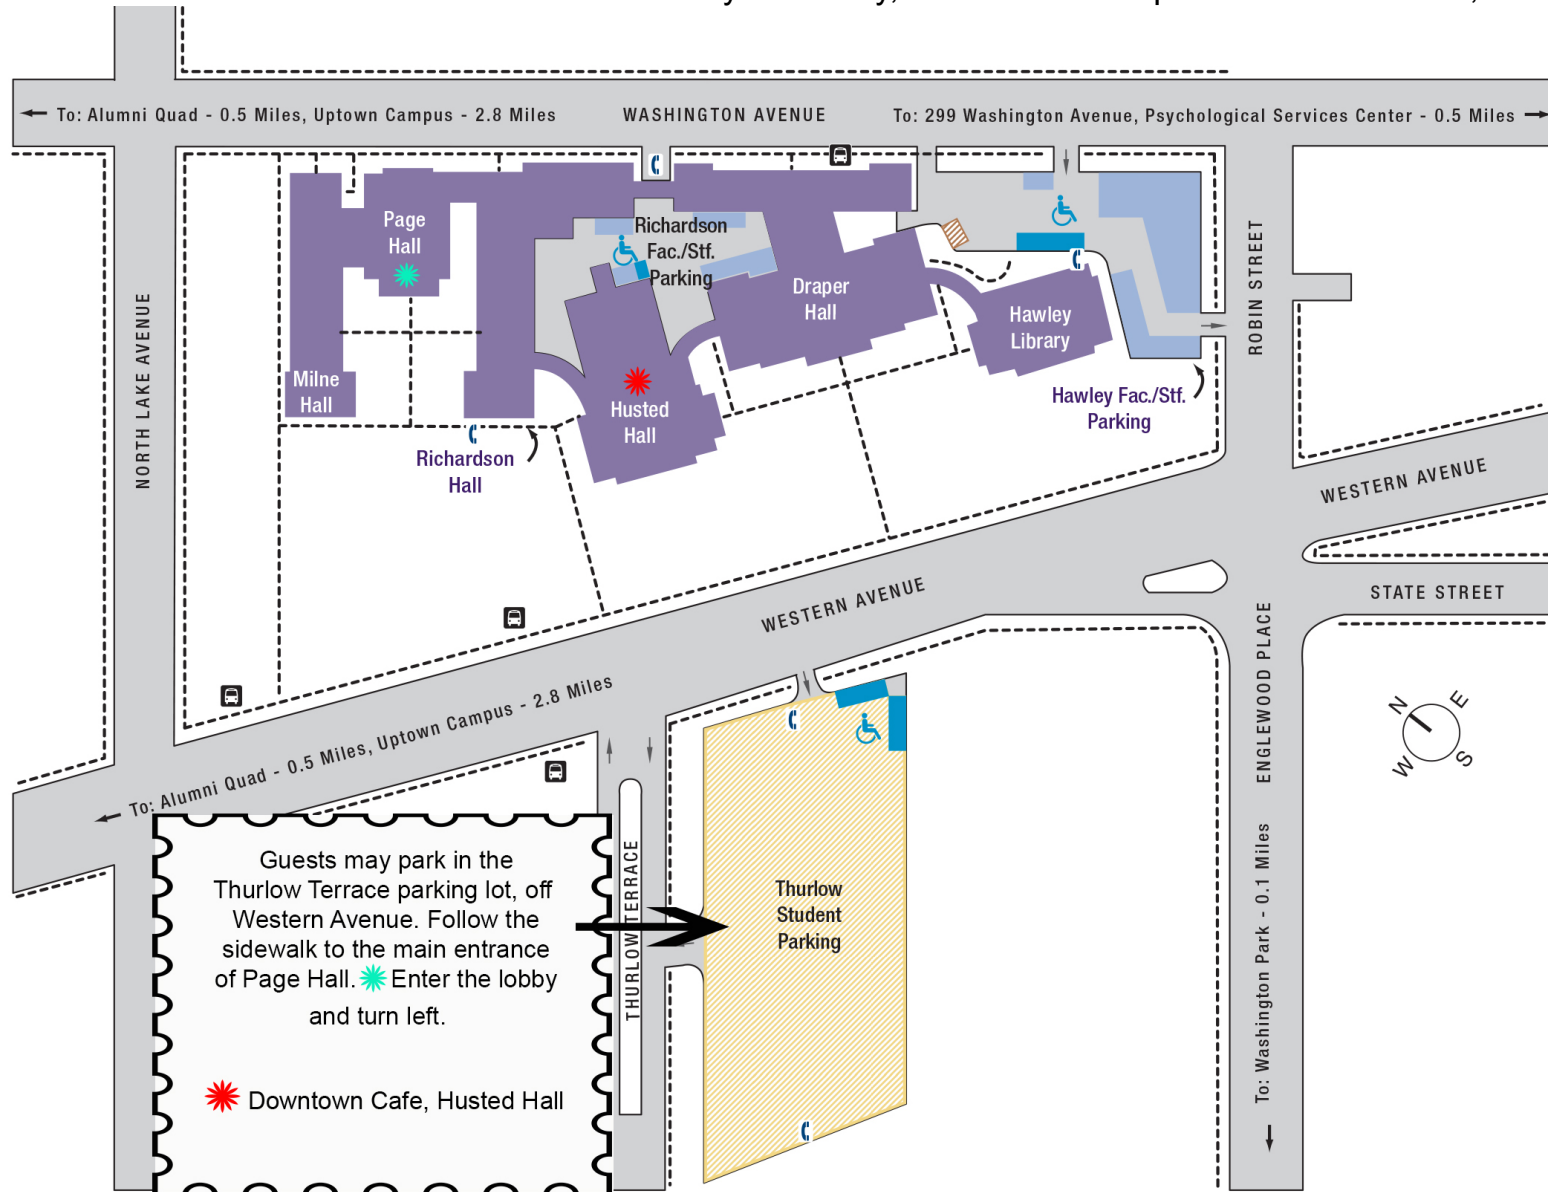 To: Alumni Quad - 0.5 Miles, Uptown Campus - 2.8 Miles
WASHINGTON AVENUE
To: 299 Washington Avenue, Psychological Services Center - 0.5 Miles
Page
Hall
Richardson
Fac./Stf.
Parking
Draper
Hall
Hawley
Library
ROBIN STREET
NORTH LAKE AVENUE
Milne
Hall
Husted
Hall
Hawley Fac./Stf.
Parking
Richardson
Hall
WESTERN AVENUE
WESTERN AVENUE
STATE STREET
ENGLEWOOD PLACE
To: Alumni Quad - 0.5 Miles, Uptown Campus - 2.8 Miles
N
E
W
S
Guests may park in the
Thurlow Terrace parking lot, off
Western Avenue. Follow the
sidewalk to the main entrance
of Page Hall. Enter the lobby
and turn left.
Downtown Cafe, Husted Hall
THURLOW TERRACE
Thurlow
Student
Parking
To: Washington Park - 0.1 Miles